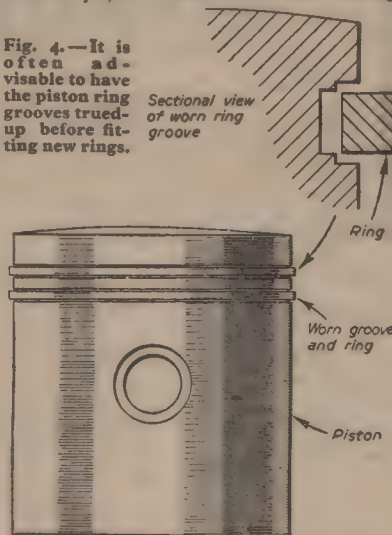 Fig. 4.—It is
often ad-
visable to have
the piston ring
grooves trued-
up before fit-
ting new rings.
Sectional view
of worn ring
groove
Ring
Worn groove
and ring
Piston